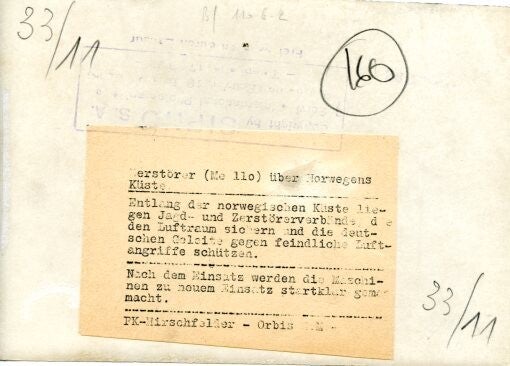 33/11
160
Zerstörer (Me 110) über Norwegens
Küste
Entlang der norwegischen Küste lie-
gen Jagd- und Zerstörerverbände, die
den Luftraum sichern und die deut-
schen Geleite gegen feindliche Luft-
angriffe schützen.
Nach dem Einsatz werden die Maschi-
nen zu neuem Einsatz startklar gem-
macht.
PK-Hirschfelder - Orbis
33/11